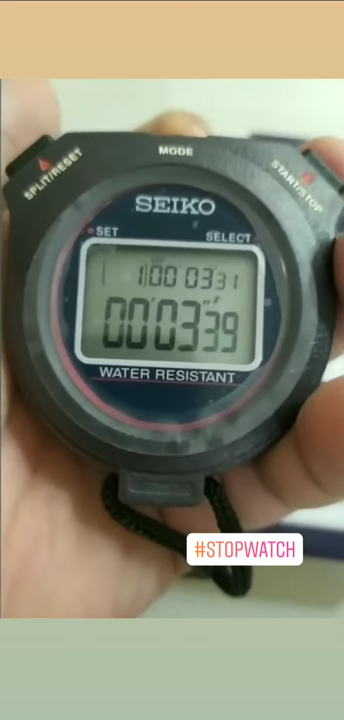 MODE
SPLIT/RESET
START/STOP
SEIKO
SET
SELECT
1 00 03 31
00' 03" 39
WATER RESISTANT
#STOPWATCH